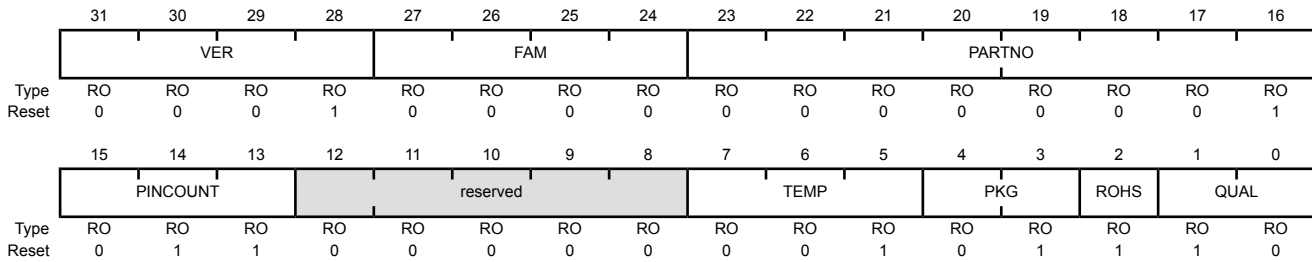 31 30 29 28 27 26 25 24 23 22 21 20 19 18 17 16
VER FAM PARTNO
Type RO RO RO RO RO RO RO RO RO RO RO RO RO RO RO RO
Reset 0 0 0 1 0 0 0 0 0 0 0 0 0 0 0 1
15 14 13 12 11 10 9 8 7 6 5 4 3 2 1 0
PINCOUNT reserved TEMP PKG ROHS QUAL
Type RO RO RO RO RO RO RO RO RO RO RO RO RO RO RO RO
Reset 0 1 1 0 0 0 0 0 0 0 1 0 1 1 1 0